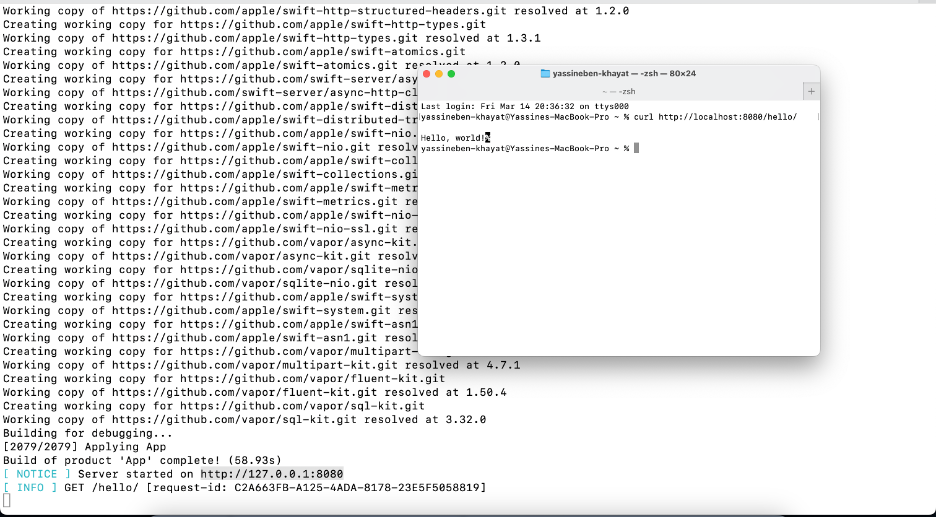 Working copy of https://github.com/apple/swift-http-structured-headers.git resolved at 1.2.0
Creating working copy for https://github.com/apple/swift-http-types.git
Working copy of https://github.com/apple/swift-http-types.git resolved at 1.3.1
Creating working copy for https://github.com/apple/swift-atomics.git
Working copy of https://github.com/apple/swift-atomics.git resolved at 1.2.0
Creating working copy for https://github.com/swift-server/asy
Working copy of https://github.com/swift-server/async-http-cl
Creating working copy for https://github.com/apple/swift-dist
Working copy of https://github.com/apple/swift-distributed-tr
Creating working copy for https://github.com/apple/swift-nio.
Working copy of https://github.com/apple/swift-nio.git resolv
Creating working copy for https://github.com/apple/swift-coll
Working copy of https://github.com/apple/swift-collections.gi
Creating working copy for https://github.com/apple/swift-metr
Working copy of https://github.com/apple/swift-metrics.git re
Creating working copy for https://github.com/apple/swift-nio-
Working copy of https://github.com/apple/swift-nio-ssl.git re
Creating working copy for https://github.com/vapor/async-kit.
Working copy of https://github.com/vapor/async-kit.git resolv
Creating working copy for https://github.com/vapor/sqlite-nio
Working copy of https://github.com/vapor/sqlite-nio.git resol
Creating working copy for https://github.com/apple/swift-syst
Working copy of https://github.com/apple/swift-system.git res
Creating working copy for https://github.com/apple/swift-asn1
Working copy of https://github.com/apple/swift-asn1.git resol
Creating working copy for https://github.com/vapor/multipart-
Working copy of https://github.com/vapor/multipart-kit.git resolved at 4.7.1
Creating working copy for https://github.com/vapor/fluent-kit.git
Working copy of https://github.com/vapor/fluent-kit.git resolved at 1.50.4
Creating working copy for https://github.com/vapor/sql-kit.git
Working copy of https://github.com/vapor/sql-kit.git resolved at 3.32.0
Building for debugging...
[2079/2079] Applying App
Build of product 'App' complete! (58.93s)
[ NOTICE ] Server started on http://127.0.0.1:8080
[ INFO ] GET /hello/ [request-id: C2A663FB-A125-4ADA-8178-23E5F5058819]
yassineben-khayat — -zsh — 80×24
~ — -zsh
Last login: Fri Mar 14 20:36:32 on ttys000
yassineben-khayat@Yassines-MacBook-Pro ~ % curl http://localhost:8080/hello/
Hello, world!%
yassineben-khayat@Yassines-MacBook-Pro ~ %